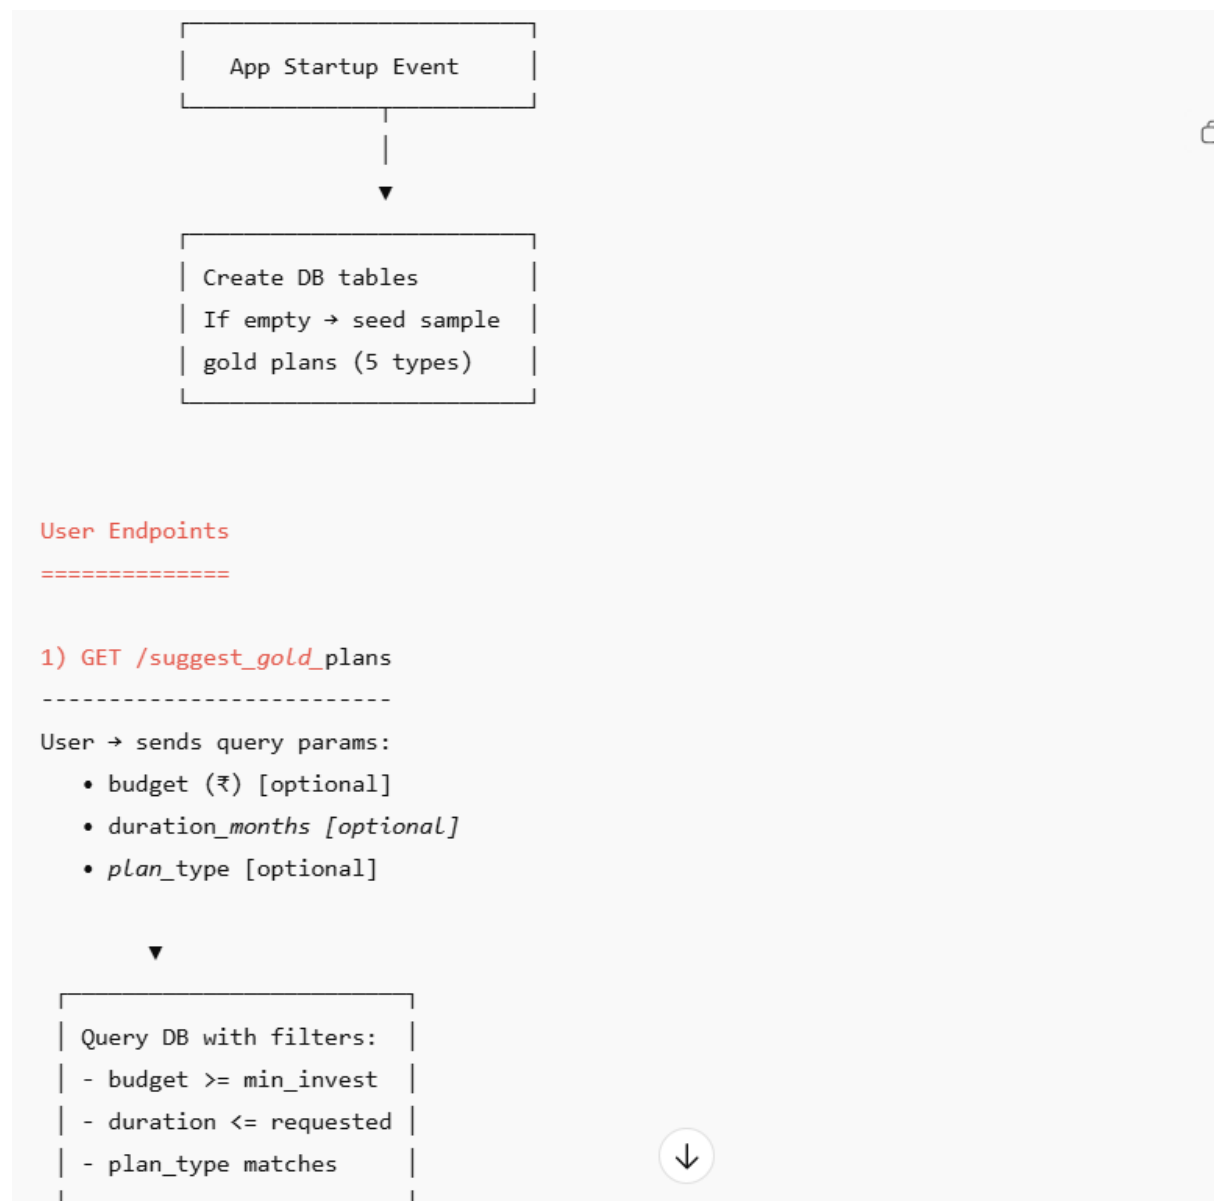 App Startup Event
▼
Create DB tables
If empty → seed sample
gold plans (5 types)
User Endpoints
==============
1) GET /suggest_gold_plans
--------------------------
User → sends query params:
• budget (₹) [optional]
• duration_months [optional]
• plan_type [optional]
▼
Query DB with filters:
- budget >= min_invest
- duration <= requested
- plan_type matches